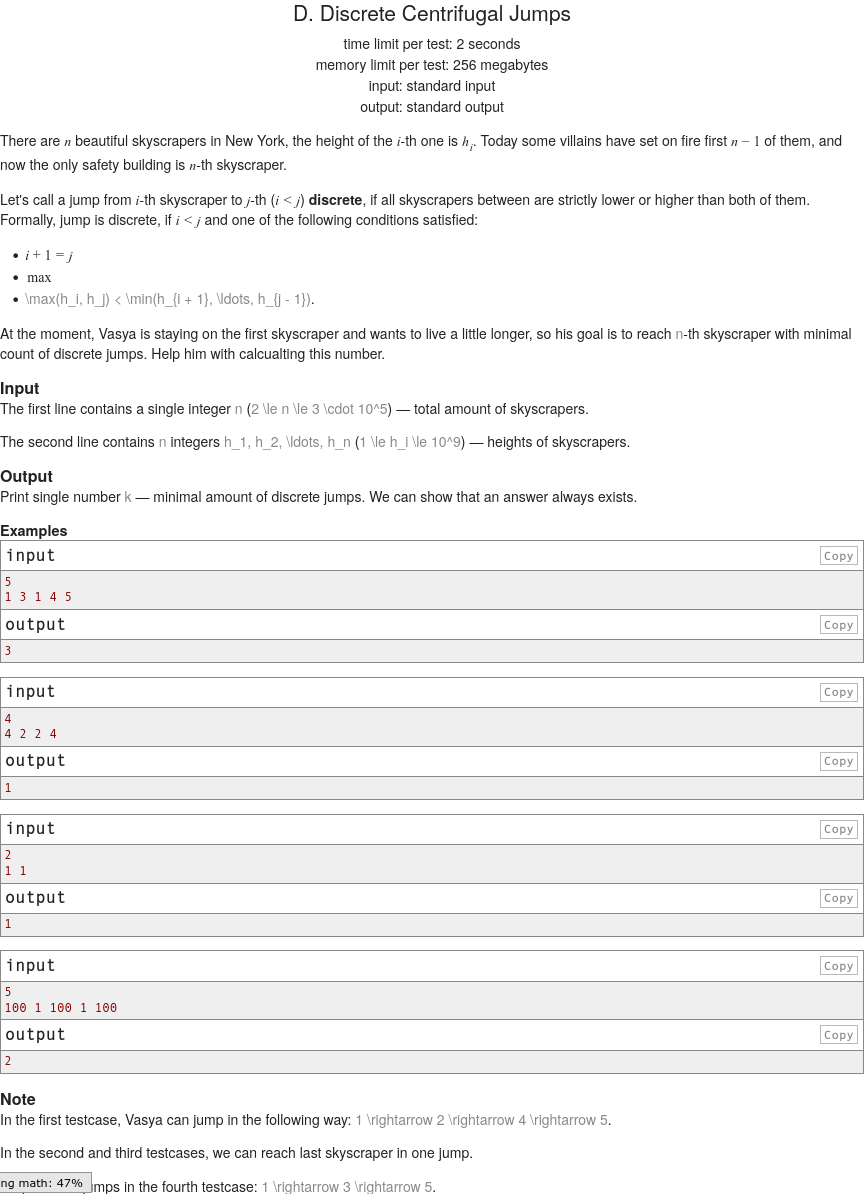 D. Discrete Centrifugal Jumps
time limit per test: 2 seconds
memory limit per test: 256 megabytes
input: standard input
output: standard output
There are n beautiful skyscrapers in New York, the height of the i-th one is h_i. Today some villains have set on fire first n − 1 of them, and
now the only safety building is n-th skyscraper.
Let's call a jump from i-th skyscraper to j-th (i < j) discrete, if all skyscrapers between are strictly lower or higher than both of them.
Formally, jump is discrete, if i < j and one of the following conditions satisfied:
• i + 1 = j
• max
• \max(h_i, h_j) < \min(h_{i + 1}, \ldots, h_{j - 1}).
At the moment, Vasya is staying on the first skyscraper and wants to live a little longer, so his goal is to reach n-th skyscraper with minimal
count of discrete jumps. Help him with calcualting this number.
Input
The first line contains a single integer n (2 \le n \le 3 \cdot 10^5) — total amount of skyscrapers.
The second line contains n integers h_1, h_2, \ldots, h_n (1 \le h_i \le 10^9) — heights of skyscrapers.
Output
Print single number k — minimal amount of discrete jumps. We can show that an answer always exists.
Examples
input Copy
5
1 3 1 4 5
output Copy
3
input Copy
4
4 2 2 4
output Copy
1
input Copy
2
1 1
output Copy
1
input Copy
5
100 1 100 1 100
output Copy
2
Note
In the first testcase, Vasya can jump in the following way: 1 \rightarrow 2 \rightarrow 4 \rightarrow 5.
In the second and third testcases, we can reach last skyscraper in one jump.
ng math: 47%
umps in the fourth testcase: 1 \rightarrow 3 \rightarrow 5.